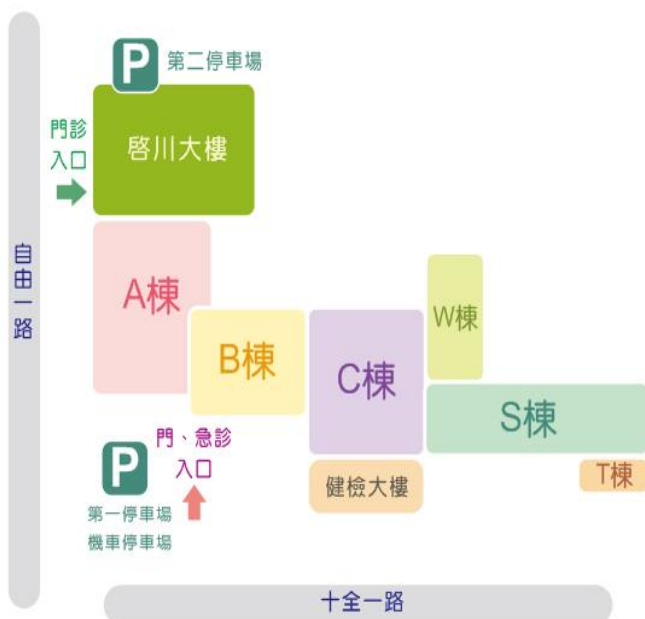 P 第二停車場
門診
入口
啓川大樓
自由一路
A棟
W棟
B棟
C棟
S棟
門、急診
入口
P
第一停車場
機車停車場
健檢大樓
T棟
十全一路